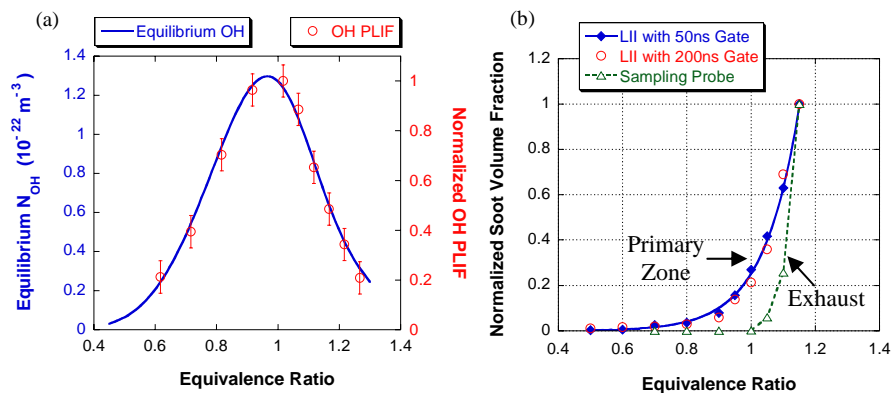 (a)
Equilibrium OH
OH PLIF
Equilibrium N_OH (10^-22 m^-3)
1.4
1.3
1.2
1
0.8
0.6
0.4
0.2
0
0.4
0.6
0.8
1
1.2
1.4
1
0.8
0.6
0.4
0.2
0
Normalized OH PLIF
Equivalence Ratio
(b)
LII with 50ns Gate
LII with 200ns Gate
Sampling Probe
Normalized Soot Volume Fraction
1.2
1
0.8
0.6
0.4
0.2
0
Primary
Zone
Exhaust
0.4
0.6
0.8
1.0
1.2
1.4
Equivalence Ratio